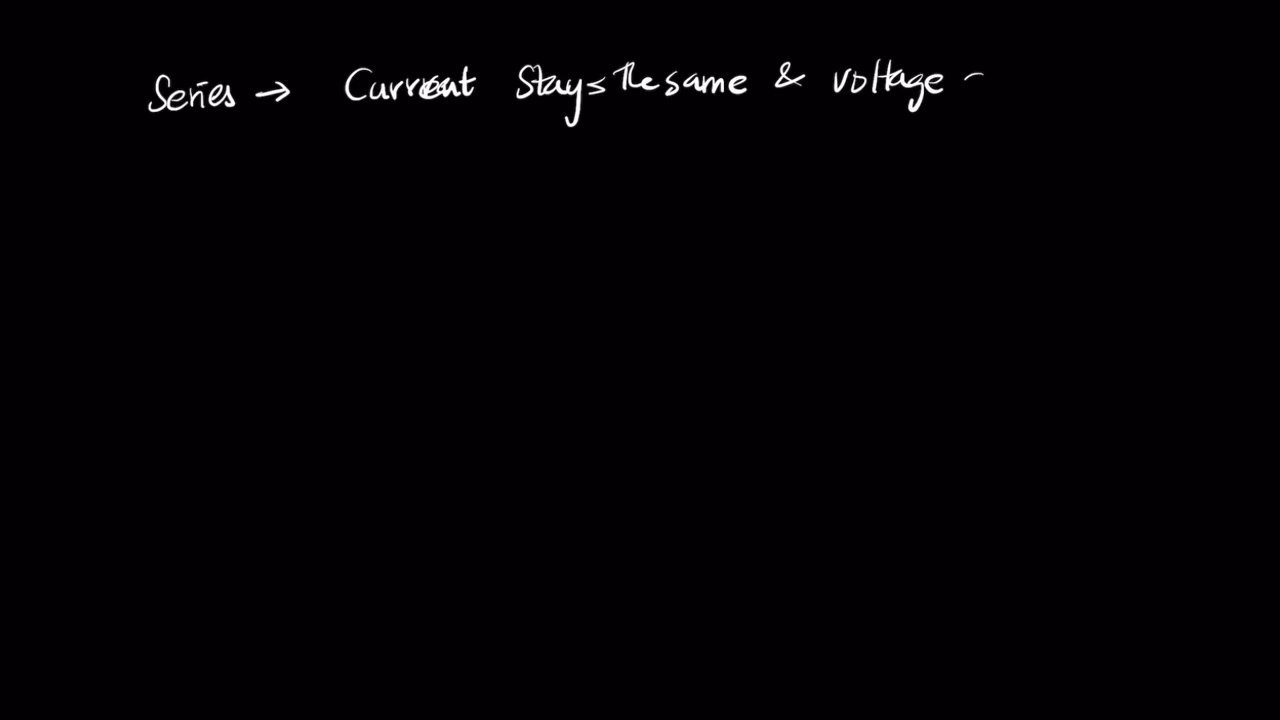 Series → Current Stays the same & voltage